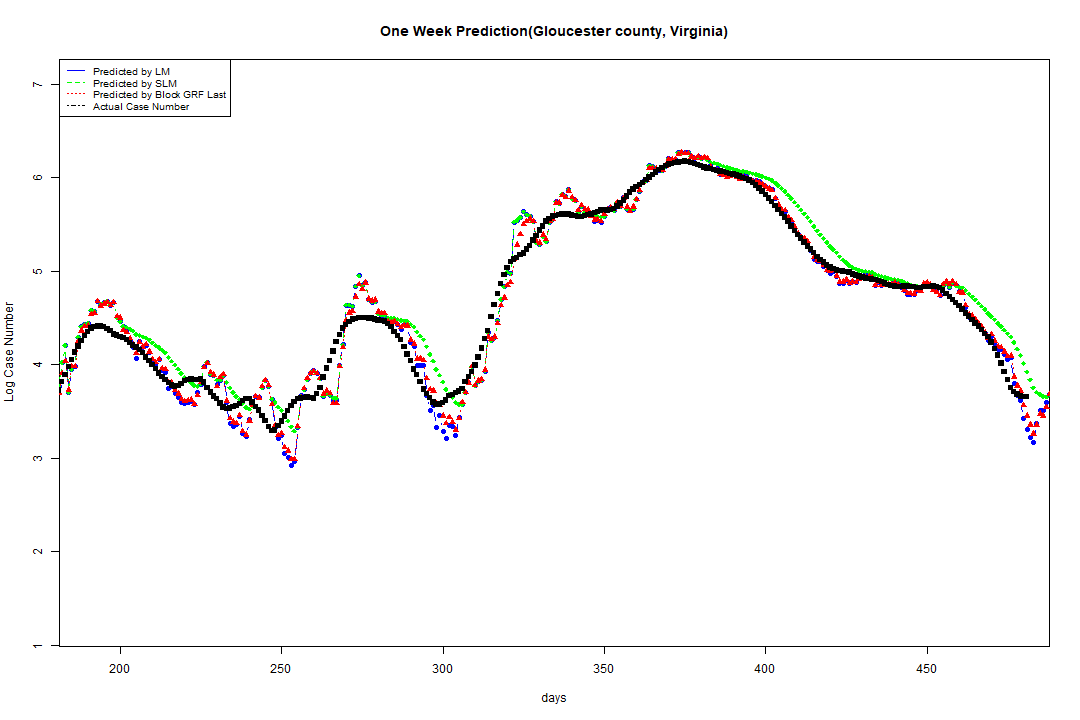 One Week Prediction(Gloucester county, Virginia)
Predicted by LM
Predicted by SLM
Predicted by Block GRF Last
Actual Case Number
7
6
5
4
3
2
1
Log Case Number
200 250 300 350 400 450
days